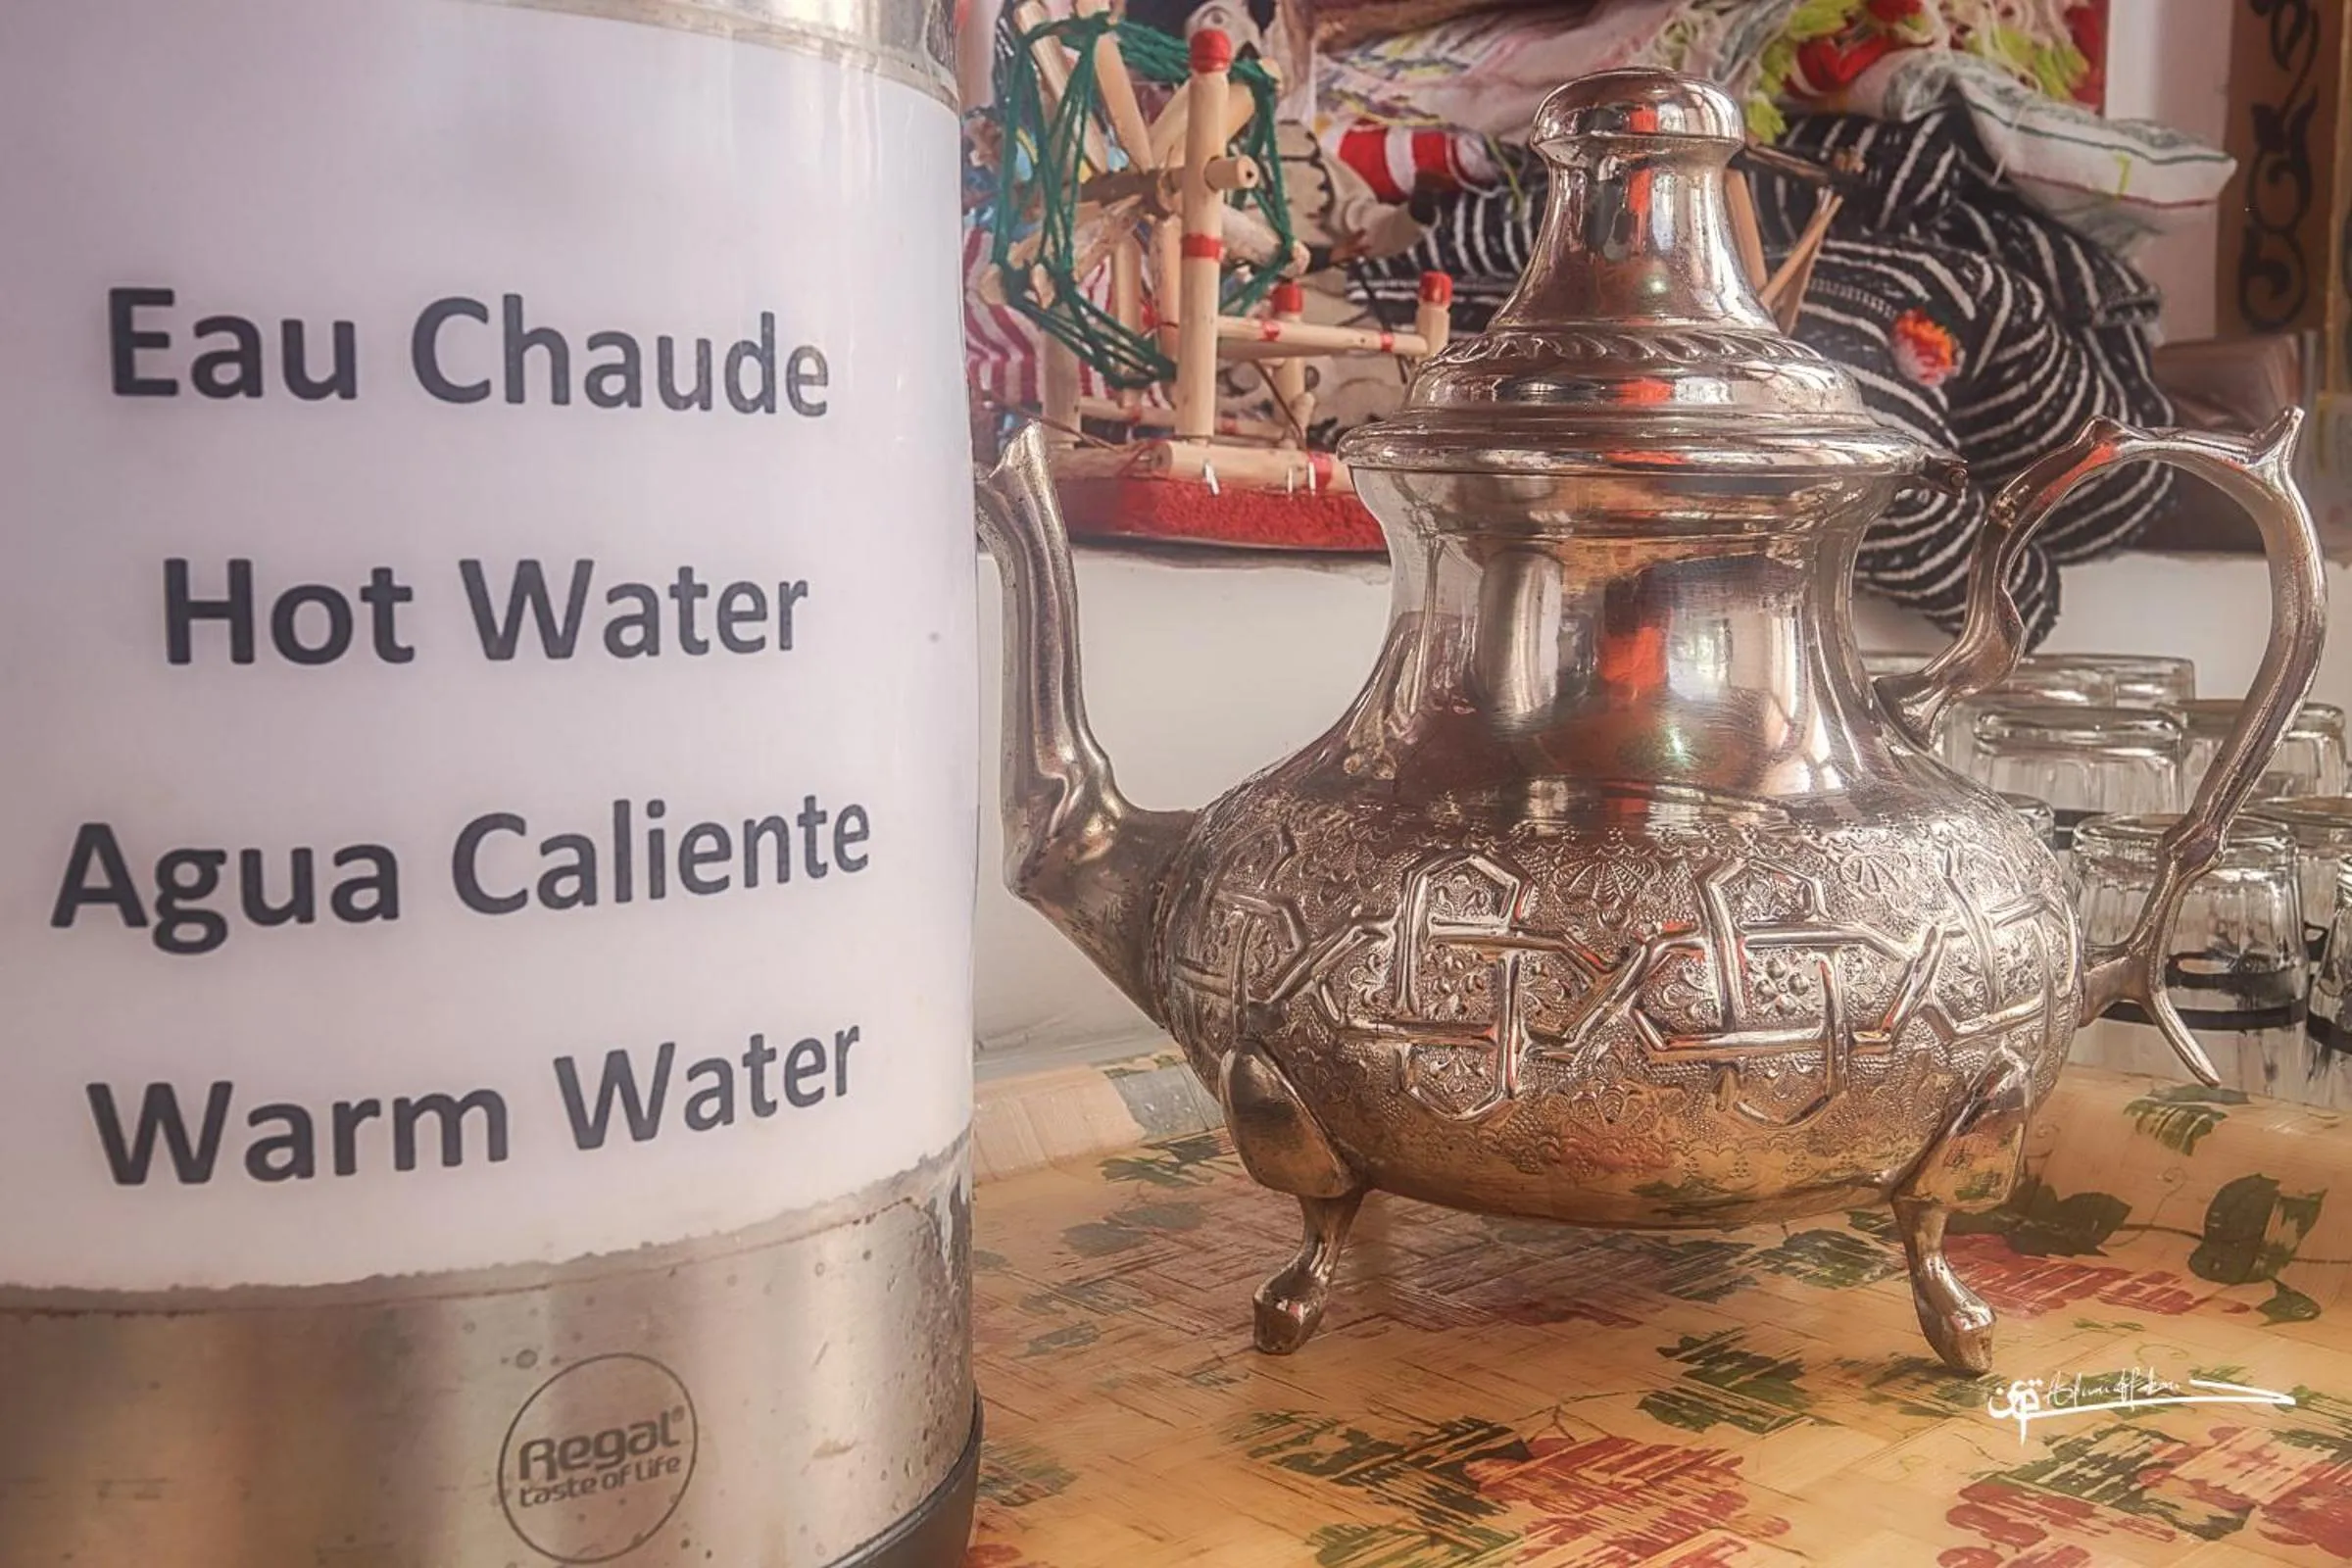 Eau Chaude
Hot Water
Agua Caliente
Warm Water
Regal®
taste of life